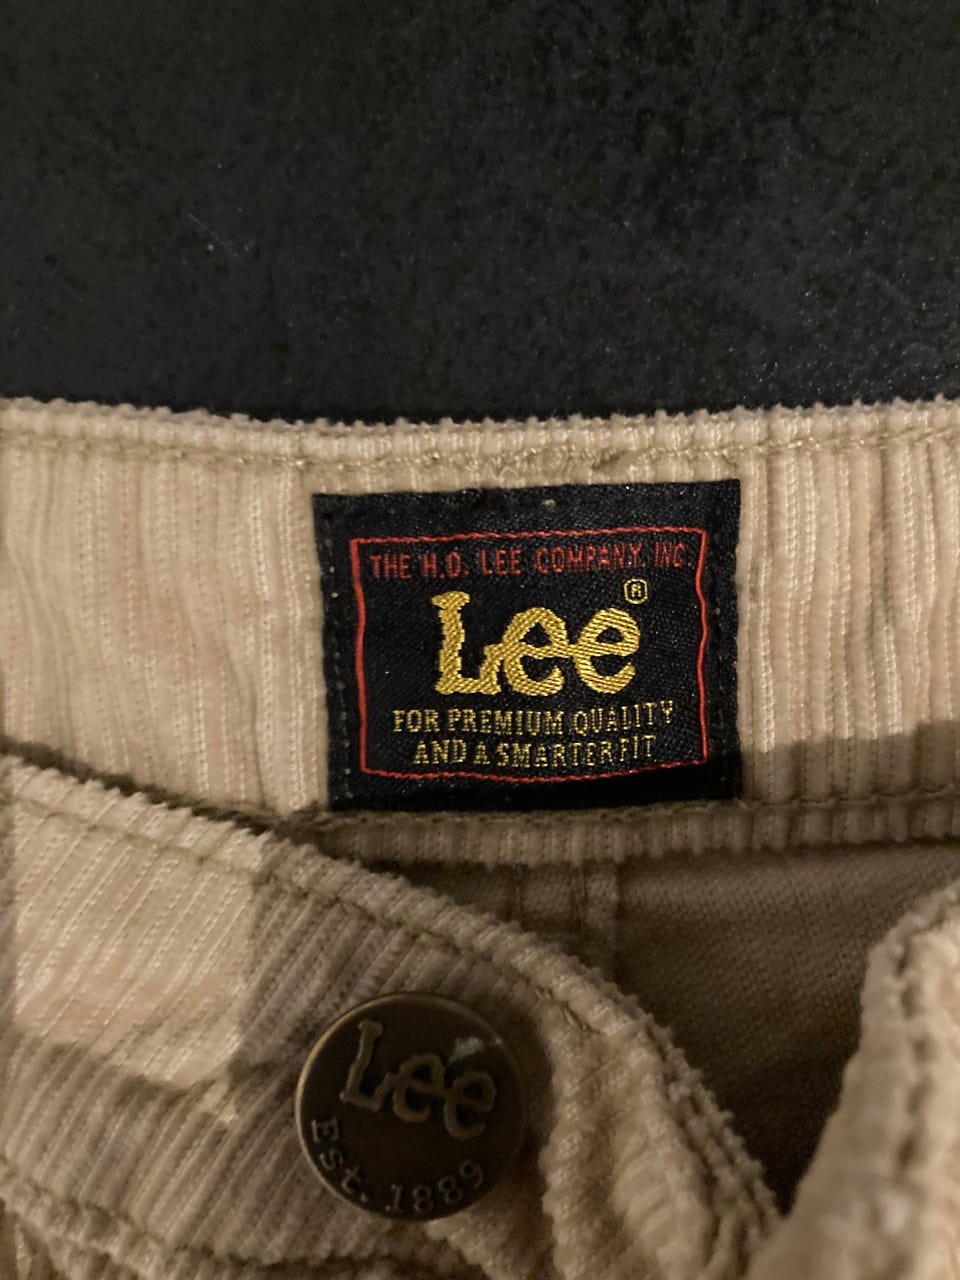 THE H.D. LEE COMPANY, INC.
Lee®
FOR PREMIUM QUALITY
AND A SMARTER FIT
Lee
Est. 1889